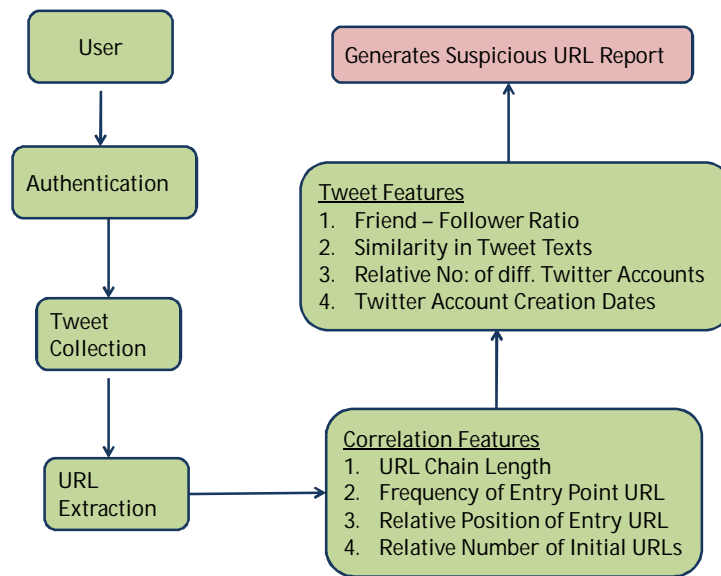 User
Authentication
Tweet
Collection
URL
Extraction
Correlation Features
1. URL Chain Length
2. Frequency of Entry Point URL
3. Relative Position of Entry URL
4. Relative Number of Initial URLs
Tweet Features
1. Friend – Follower Ratio
2. Similarity in Tweet Texts
3. Relative No: of diff. Twitter Accounts
4. Twitter Account Creation Dates
Generates Suspicious URL Report